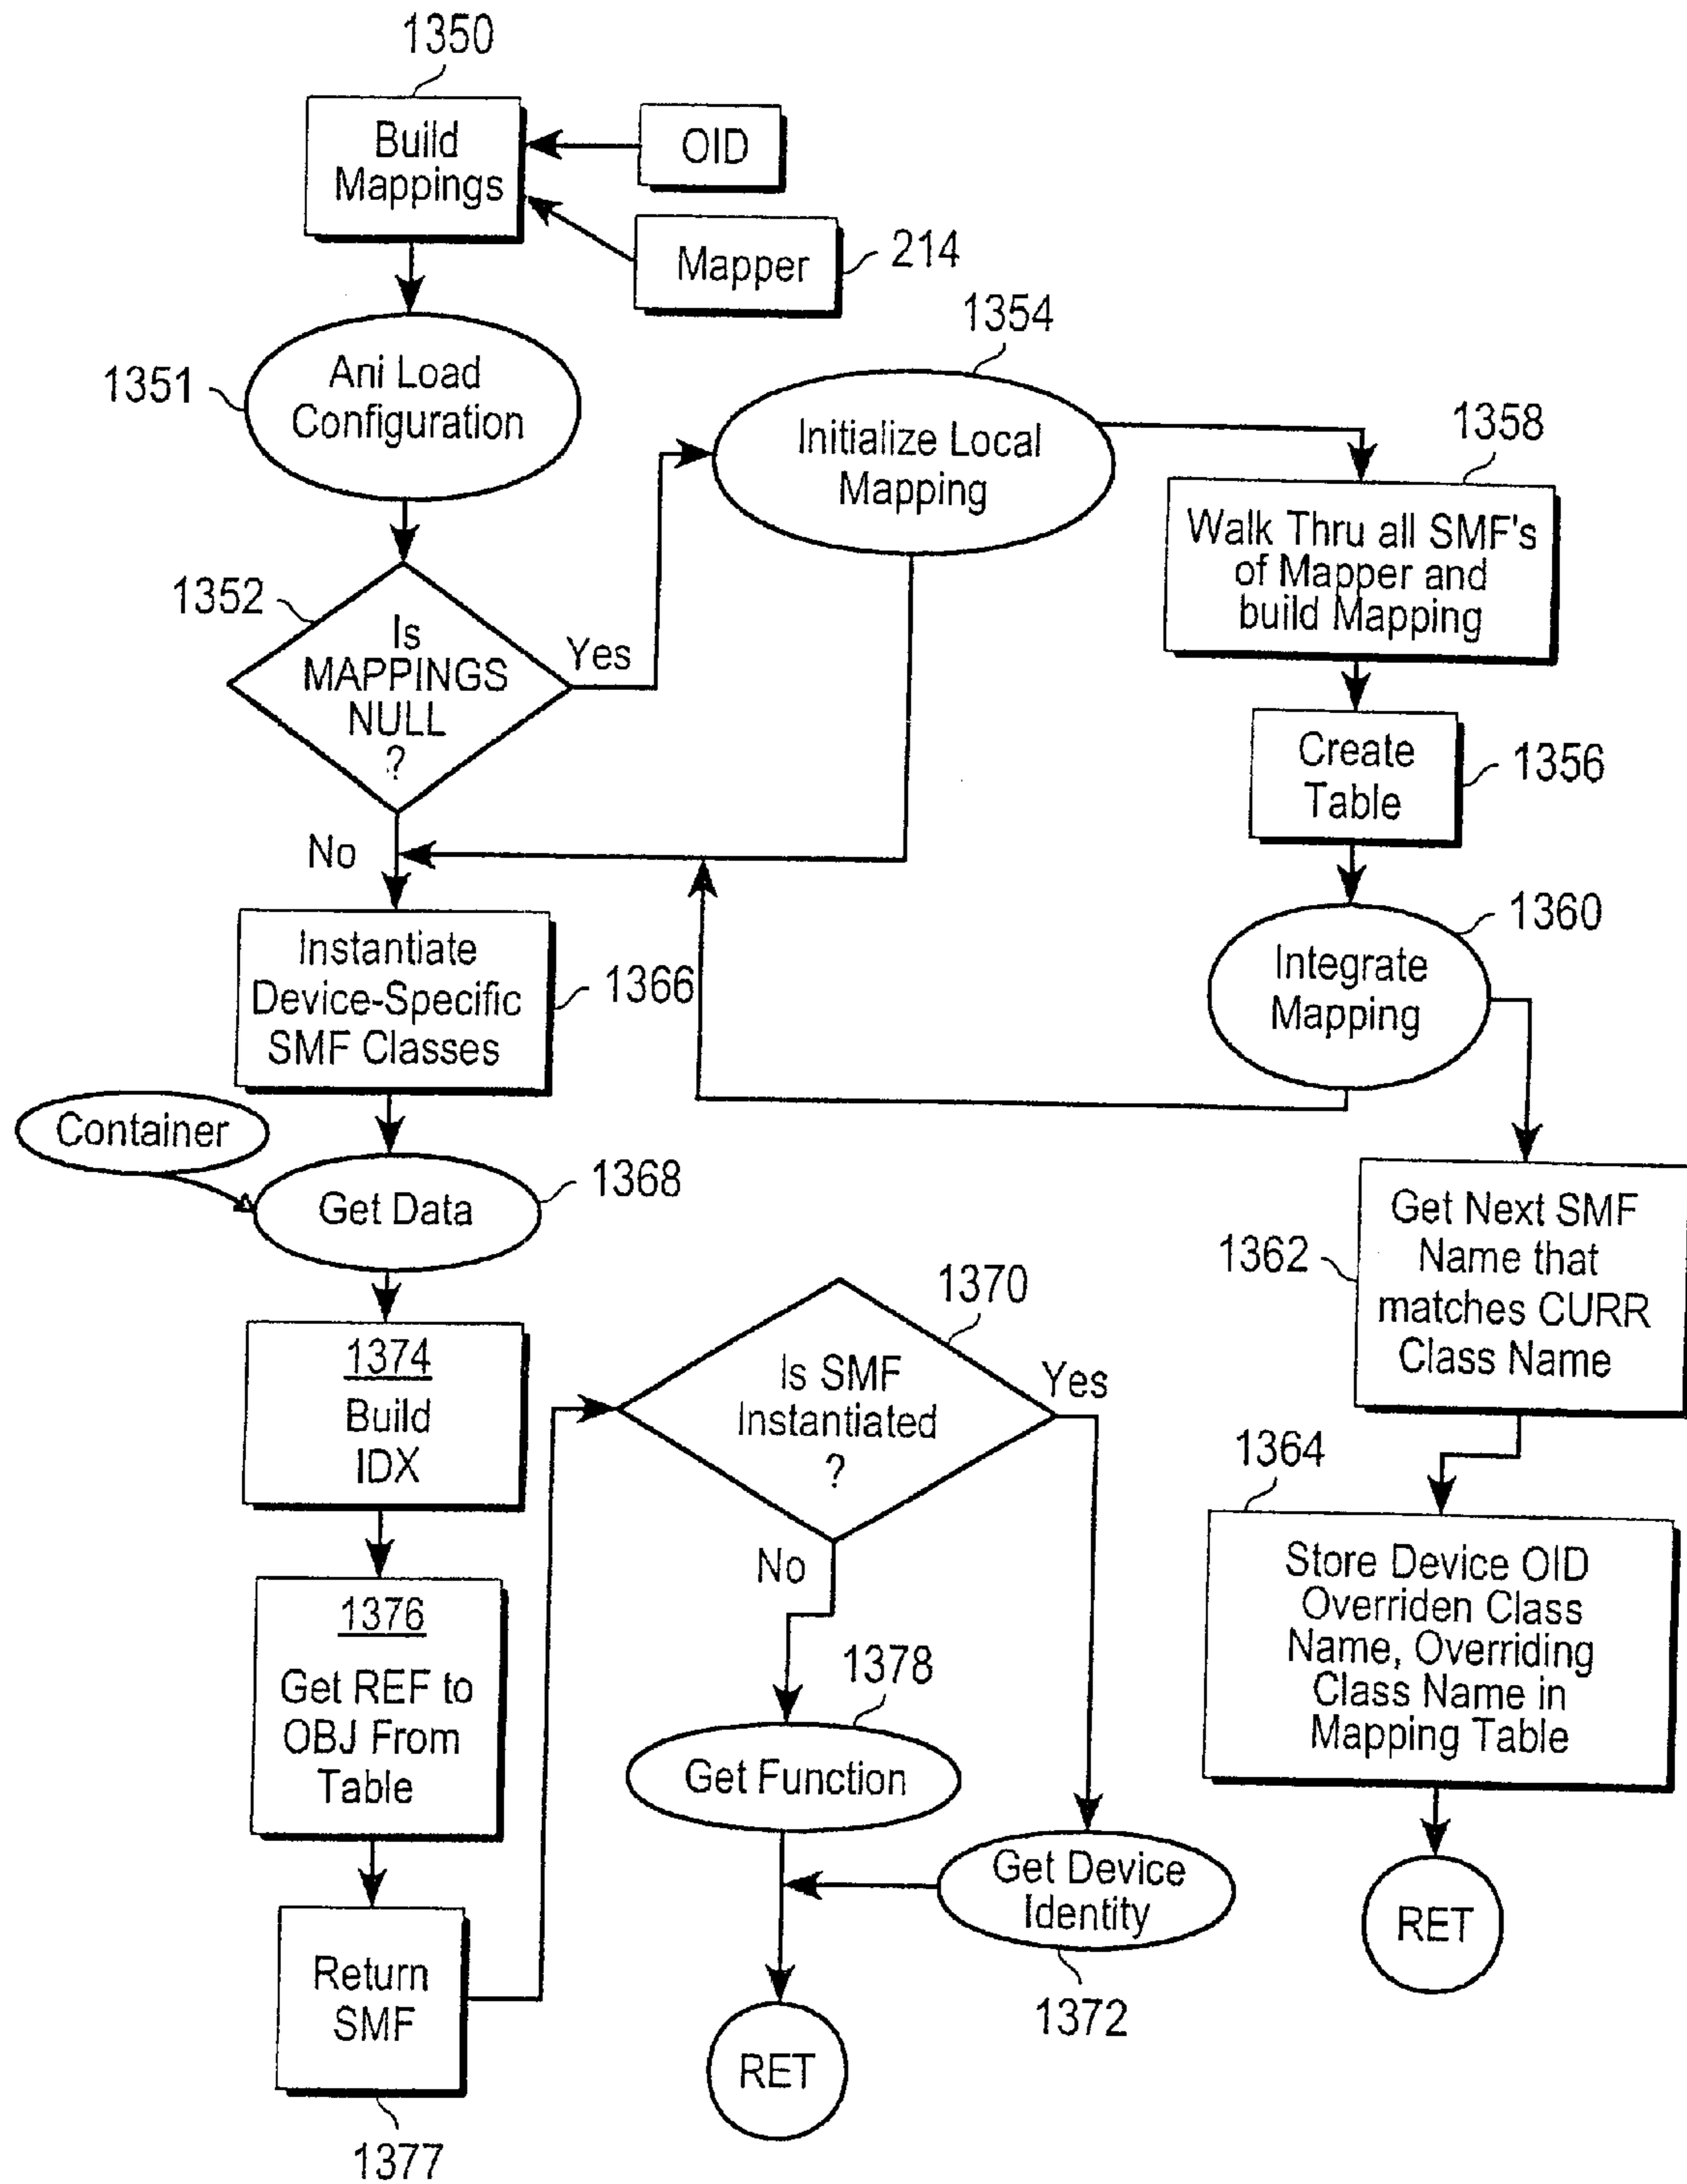 1350
Build
Mappings
OID
Mapper
214
1351
Ani Load
Configuration
1354
Initialize Local
Mapping
1358
Walk Thru all SMF's
of Mapper and
build Mapping
1352
Is
MAPPINGS
NULL
?
Yes
No
Create
Table
1356
1360
Integrate
Mapping
Instantiate
Device-Specific
SMF Classes
1366
Container
Get Data
1368
1362
Get Next SMF
Name that
matches CURR
Class Name
1374
Build
IDX
1370
Is SMF
Instantiated
?
Yes
No
1364
Store Device OID
Overriden Class
Name, Overriding
Class Name in
Mapping Table
1376
Get REF to
OBJ From
Table
1378
Get Function
Get Device
Identity
1372
RET
Return
SMF
1377
RET